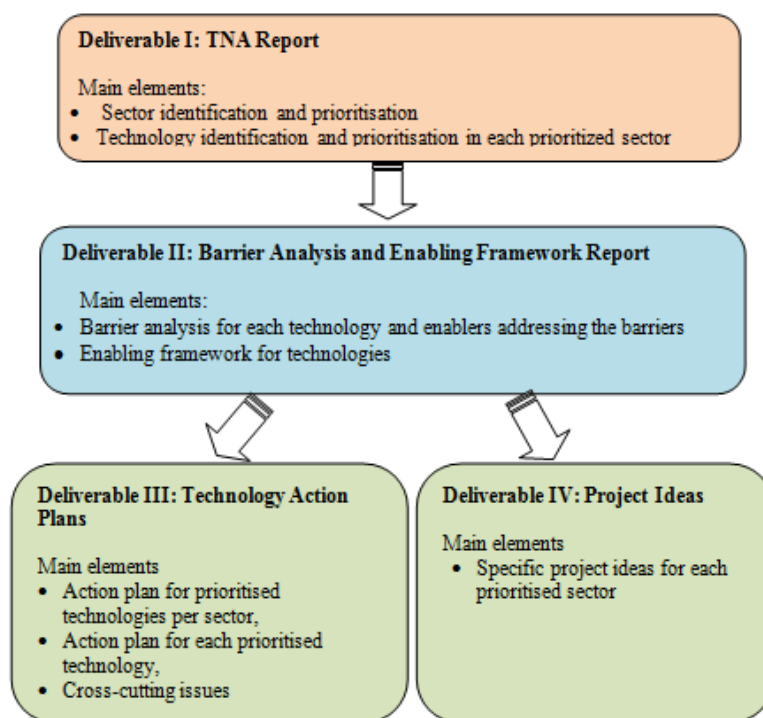 Deliverable I: TNA Report
Main elements:
• Sector identification and prioritisation
• Technology identification and prioritisation in each prioritized sector
Deliverable II: Barrier Analysis and Enabling Framework Report
Main elements:
• Barrier analysis for each technology and enablers addressing the barriers
• Enabling framework for technologies
Deliverable III: Technology Action
Plans
Main elements
• Action plan for prioritised
technologies per sector,
• Action plan for each prioritised
technology,
• Cross-cutting issues
Deliverable IV: Project Ideas
Main elements
• Specific project ideas for each
prioritised sector